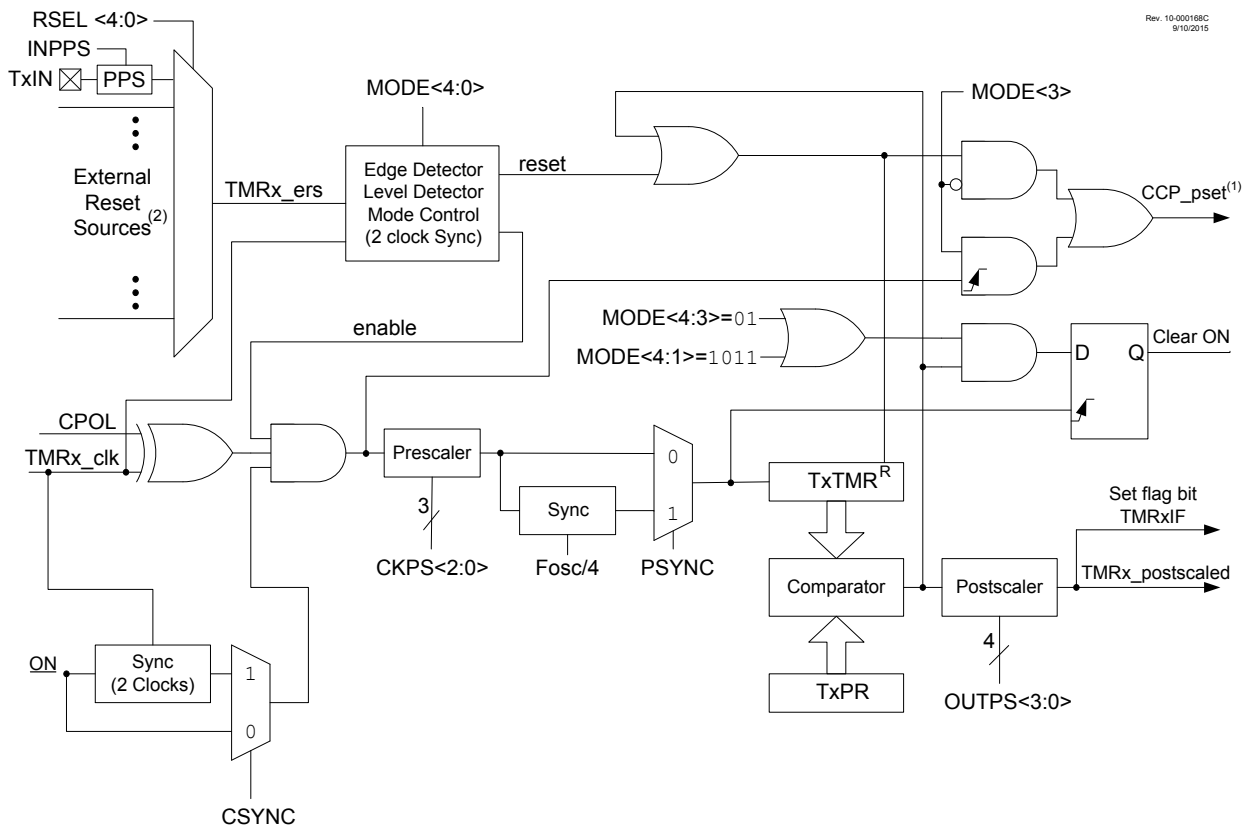 Rev. 10-000168C
9/10/2015
RSEL <4:0>
INPPS
TxIN
PPS
MODE<4:0>
MODE<3>
External
Reset
Sources(2)
TMRx_ers
Edge Detector
Level Detector
Mode Control
(2 clock Sync)
reset
CCP_pset(1)
enable
MODE<4:3>=01
MODE<4:1>=1011
D
Q
Clear ON
CPOL
TMRx_clk
Prescaler
3
CKPS<2:0>
Sync
Fosc/4
0
1
PSYNC
TxTMR
R
Comparator
TxPR
Postscaler
4
OUTPS<3:0>
Set flag bit
TMRxIF
TMRx_postscaled
ON
Sync
(2 Clocks)
1
0
CSYNC